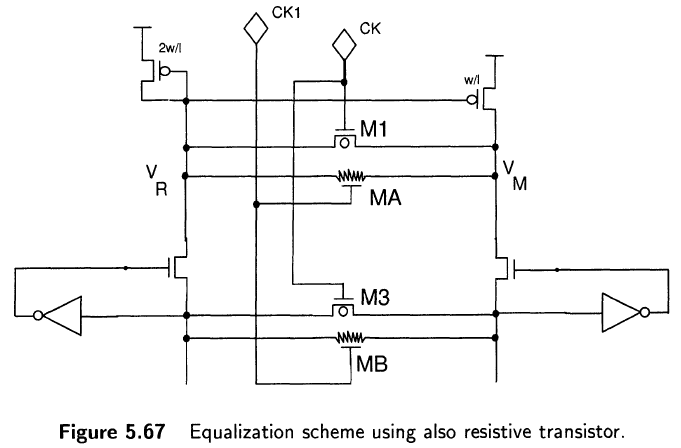 CK1
CK
2w/l
w/l
M1
V
R
V
M
MA
M3
MB
Figure 5.67 Equalization scheme using also resistive transistor.